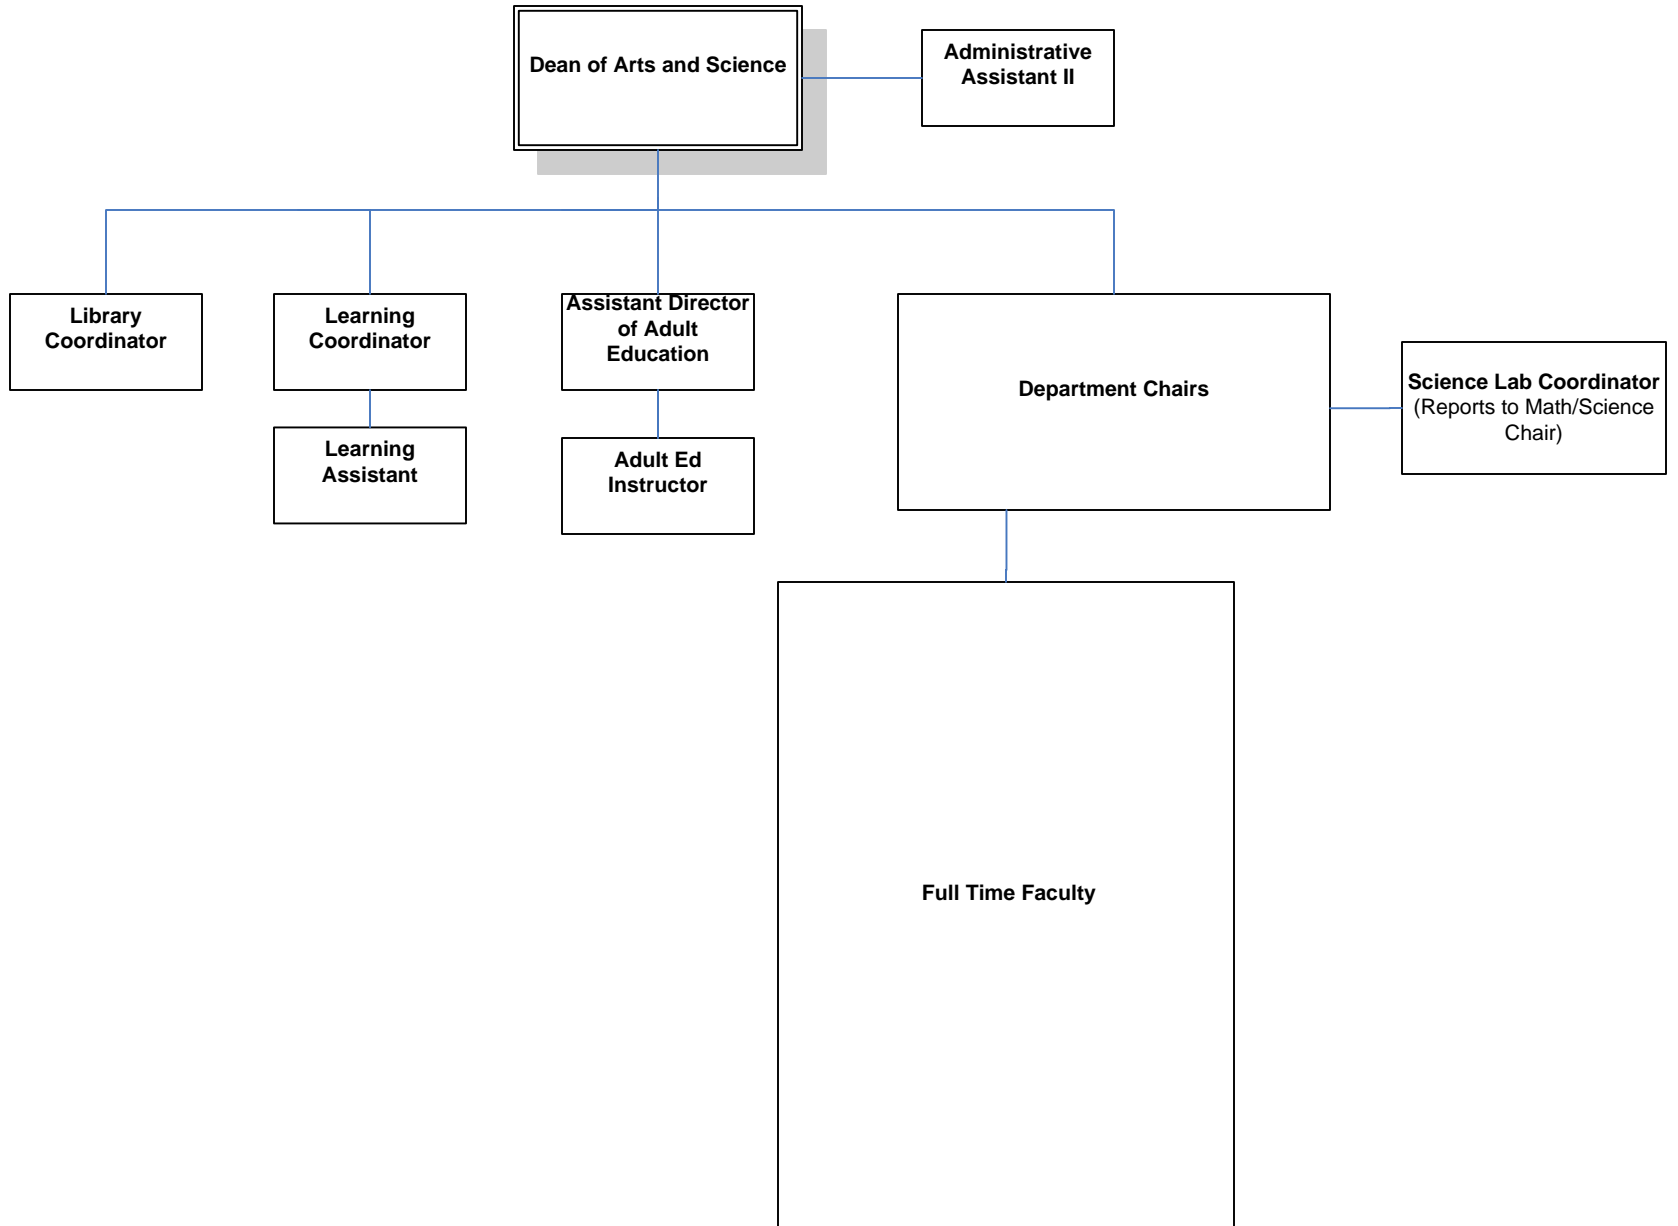 Dean of Arts and Science
Administrative
Assistant II
Library
Coordinator
Learning
Coordinator
Assistant Director
of Adult
Education
Department Chairs
Science Lab Coordinator
(Reports to Math/Science
Chair)
Learning
Assistant
Adult Ed
Instructor
Full Time Faculty